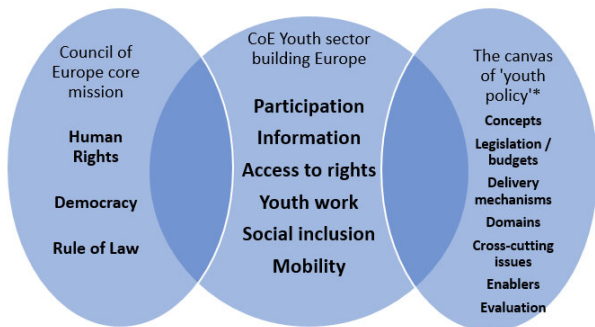 Council of
Europe core
mission
Human
Rights
Democracy
Rule of Law
CoE Youth sector
building Europe
Participation
Information
Access to rights
Youth work
Social inclusion
Mobility
The canvas
of 'youth
policy'*
Concepts
Legislation /
budgets
Delivery
mechanisms
Domains
Cross-cutting
issues
Enablers
Evaluation